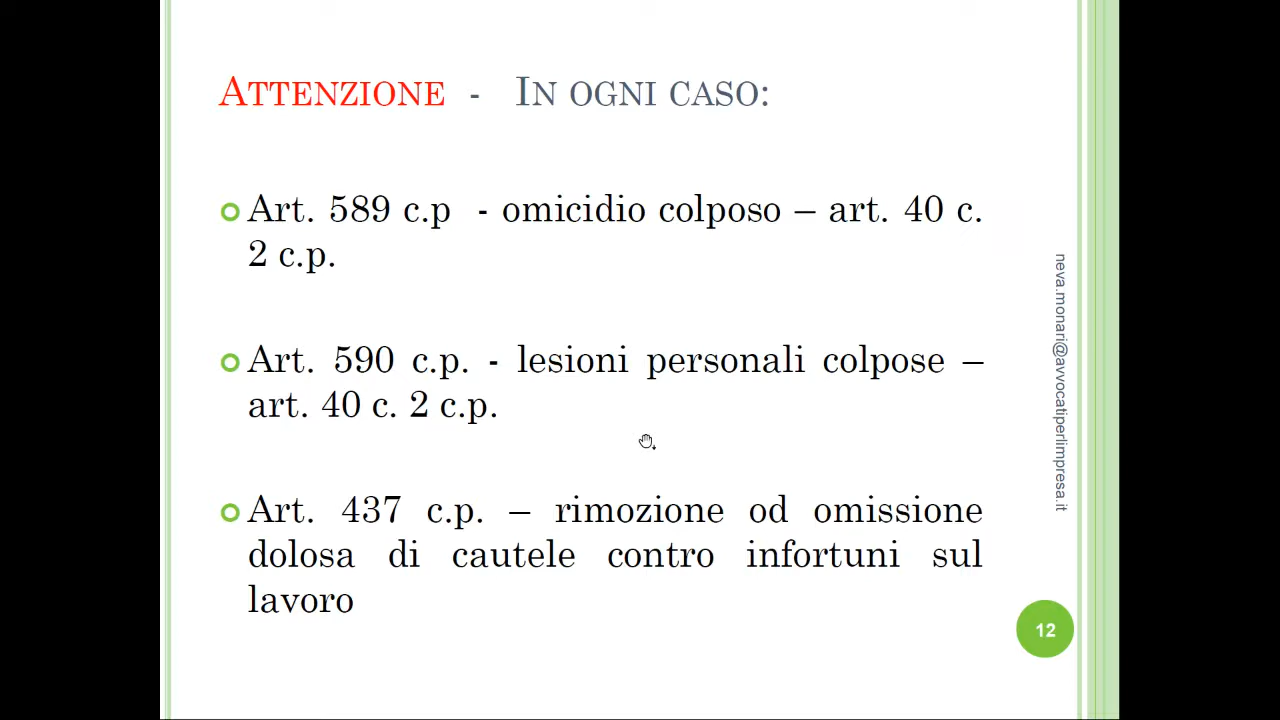 ATTENZIONE - IN OGNI CASO:
Art. 589 c.p - omicidio colposo – art. 40 c.
2 c.p.
Art. 590 c.p. - lesioni personali colpose –
art. 40 c. 2 c.p.
Art. 437 c.p. – rimozione od omissione
dolosa di cautele contro infortuni sul
lavoro
neva.monari@avvocatiperlimpresa.it
12